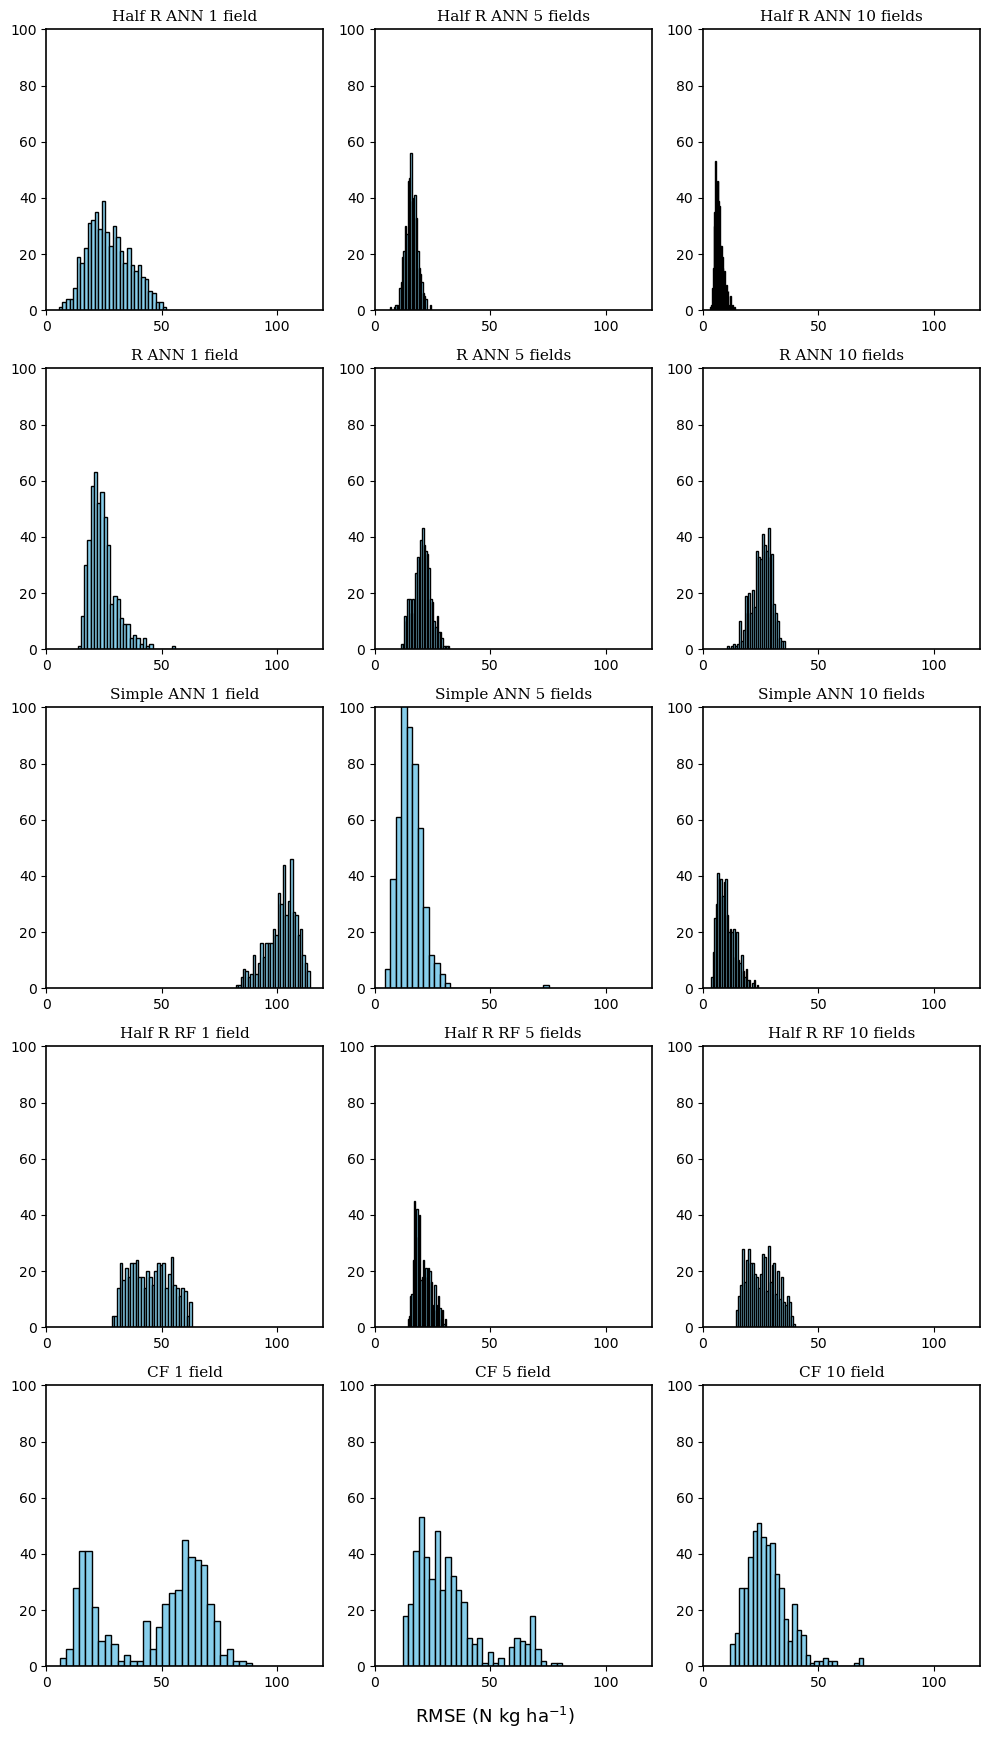 Half R ANN 1 field
Half R ANN 5 fields
Half R ANN 10 fields
100 80 60 40 20 0
0 50 100
100 80 60 40 20 0
0 50 100
100 80 60 40 20 0
0 50 100
R ANN 1 field
R ANN 5 fields
R ANN 10 fields
100 80 60 40 20 0
0 50 100
100 80 60 40 20 0
0 50 100
100 80 60 40 20 0
0 50 100
Simple ANN 1 field
Simple ANN 5 fields
Simple ANN 10 fields
100 80 60 40 20 0
0 50 100
100 80 60 40 20 0
0 50 100
100 80 60 40 20 0
0 50 100
Half R RF 1 field
Half R RF 5 fields
Half R RF 10 fields
100 80 60 40 20 0
0 50 100
100 80 60 40 20 0
0 50 100
100 80 60 40 20 0
0 50 100
CF 1 field
CF 5 field
CF 10 field
100 80 60 40 20 0
0 50 100
100 80 60 40 20 0
0 50 100
100 80 60 40 20 0
0 50 100
RMSE (N kg ha⁻¹)